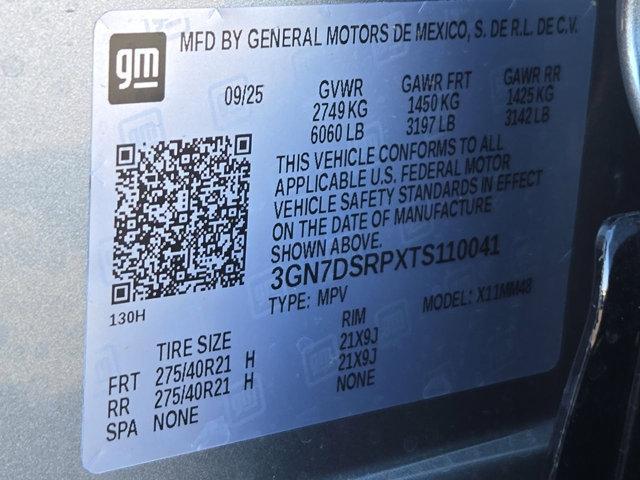 gm MFD BY GENERAL MOTORS DE MEXICO, S. DE R.L. DE C.V.
09/25 GVWR GAWR FRT GAWR RR
2749 KG 1450 KG 1425 KG
6060 LB 3197 LB 3142 LB
THIS VEHICLE CONFORMS TO ALL
APPLICABLE U.S. FEDERAL MOTOR
VEHICLE SAFETY STANDARDS IN EFFECT
ON THE DATE OF MANUFACTURE
SHOWN ABOVE.
3GN7DSRPXTS110041
130H TYPE: MPV MODEL: X11MM48
TIRE SIZE RIM
FRT 275/40R21 H 21X9J
RR 275/40R21 H 21X9J
SPA NONE NONE